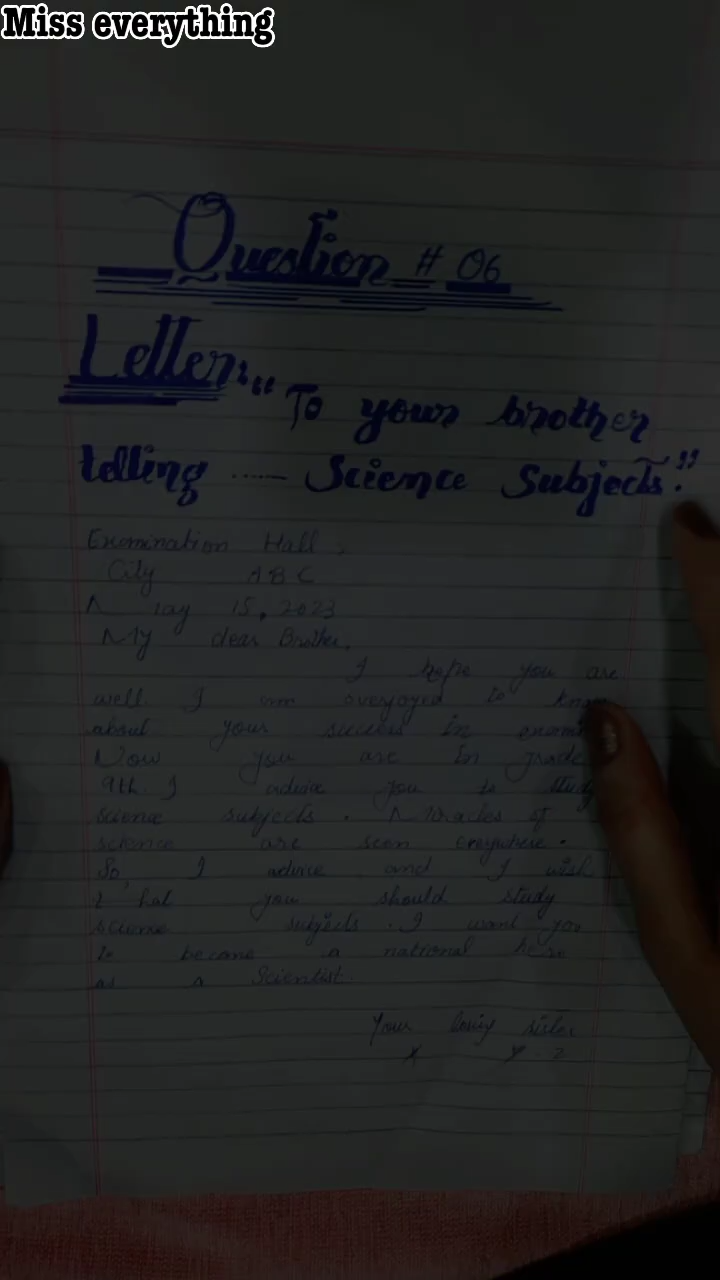 Miss everything
Question # 06
Letter: "To your brother
telling ...... Science Subjects."
Examination Hall,
City ABC
May 15, 2023
My dear Brother,
I hope you are
well. I am overjoyed to know
about your success in exams
Now you are in grade
9th. I advice you to study
science subjects. Miracles of
science are seen everywhere.
So, I advice and I wish
that you should study
science subjects. I want you
to become a national hero
as a Scientist
Your loving sister
X Y Z